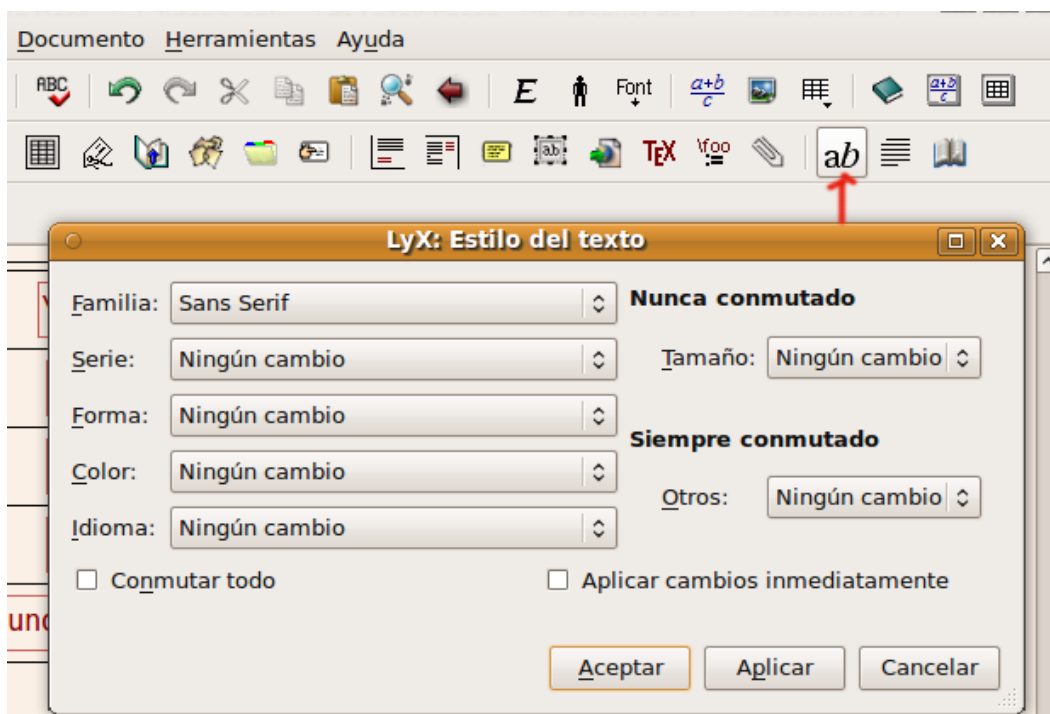 Documento Herramientas Ayuda
ABC E Font a+b c a+b c
ab TEX \foo ab
LyX: Estilo del texto
Familia: Sans Serif Nunca conmutado
Serie: Ningún cambio Tamaño: Ningún cambio
Forma: Ningún cambio
Siempre conmutado
Color: Ningún cambio
Otros: Ningún cambio
Idioma: Ningún cambio
Conmutar todo Aplicar cambios inmediatamente
Aceptar Aplicar Cancelar